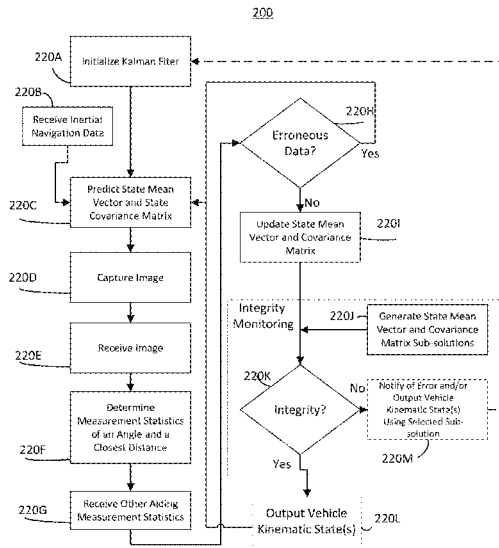 200
220A
Initialize Kalman Filter
220B
Receive Inertial
Navigation Data
Predict State Mean
Vector and State
Covariance Matrix
220C
220D
Capture Image
220E
Receive Image
Determine
Measurement Statistics
of an Angle and a
Closest Distance
220F
Receive Other Aiding
Measurement Statistics
220G
220H
Erroneous
Data?
Yes
No
Update State Mean
Vector and Covariance
Matrix
220I
Integrity
Monitoring
220J
Generate State Mean
Vector and Covariance
Matrix Sub-solutions
220K
Integrity?
No
Notify of Error and/or
Output Vehicle
Kinematic State(s)
Using Selected Sub-
solution
220M
Yes
Output Vehicle
Kinematic State(s)
220L